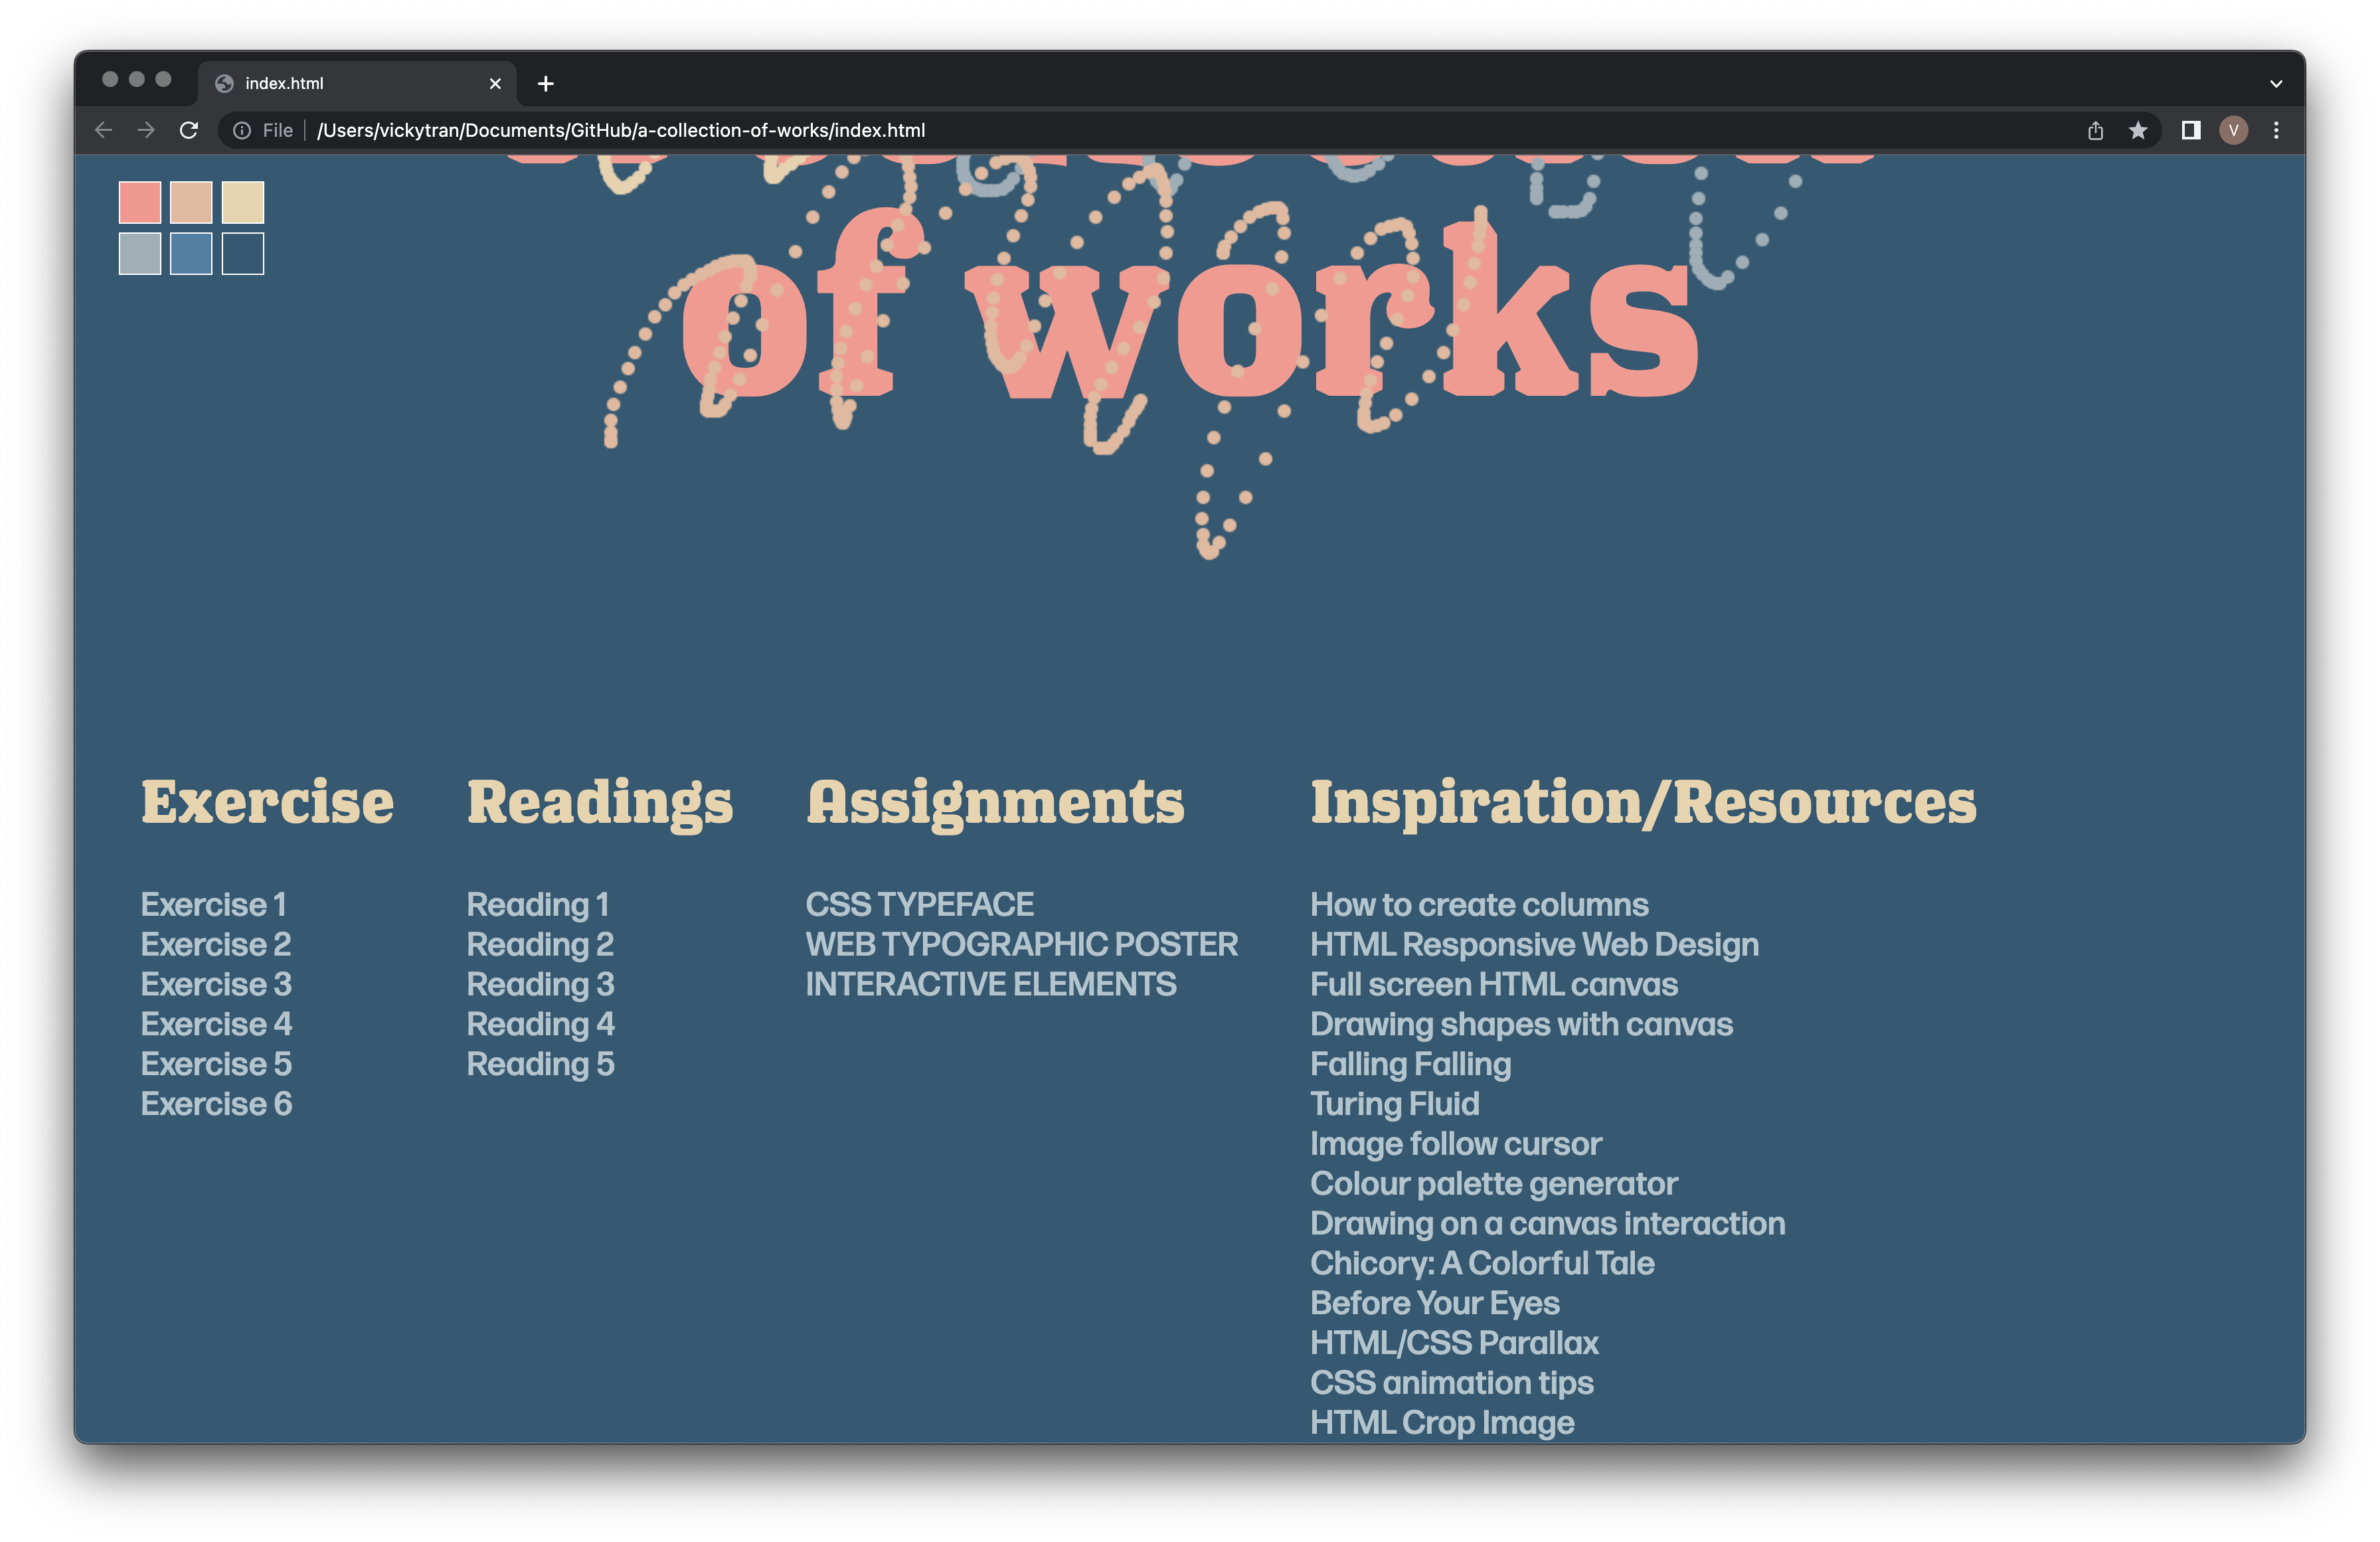 index.html
File
/Users/vickytran/Documents/GitHub/a-collection-of-works/index.html
V
of works
Exercise
Exercise 1
Exercise 2
Exercise 3
Exercise 4
Exercise 5
Exercise 6
Readings
Reading 1
Reading 2
Reading 3
Reading 4
Reading 5
Assignments
CSS TYPEFACE
WEB TYPOGRAPHIC POSTER
INTERACTIVE ELEMENTS
Inspiration/Resources
How to create columns
HTML Responsive Web Design
Full screen HTML canvas
Drawing shapes with canvas
Falling Falling
Turing Fluid
Image follow cursor
Colour palette generator
Drawing on a canvas interaction
Chicory: A Colorful Tale
Before Your Eyes
HTML/CSS Parallax
CSS animation tips
HTML Crop Image